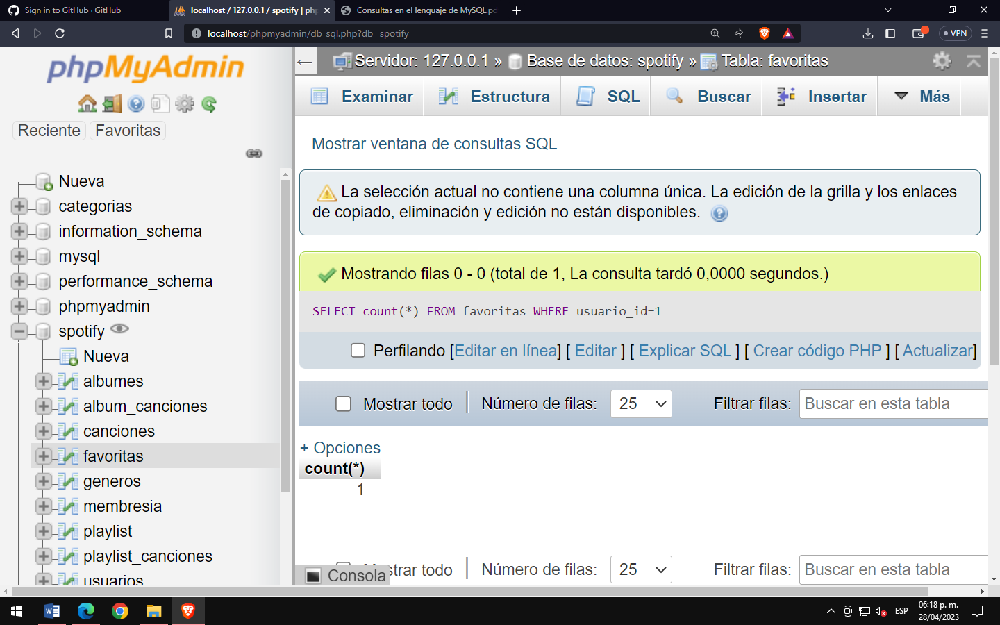 Sign in to GitHub · GitHub
localhost / 127.0.0.1 / spotify | php
Consultas en el lenguaje de MySQL.pd
localhost/phpmyadmin/db_sql.php?db=spotify
VPN
phpMyAdmin
Reciente
Favoritas
Nueva
categorias
information_schema
mysql
performance_schema
phpmyadmin
spotify
Nueva
albumes
album_canciones
canciones
favoritas
generos
membresia
playlist
playlist_canciones
usuarios
Servidor: 127.0.0.1 » Base de datos: spotify » Tabla: favoritas
Examinar
Estructura
SQL
Buscar
Insertar
Más
Mostrar ventana de consultas SQL
La selección actual no contiene una columna única. La edición de la grilla y los enlaces
de copiado, eliminación y edición no están disponibles.
Mostrando filas 0 - 0 (total de 1, La consulta tardó 0,0000 segundos.)
SELECT count(*) FROM favoritas WHERE usuario_id=1
Perfilando [Editar en línea] [ Editar ] [ Explicar SQL ] [ Crear código PHP ] [ Actualizar]
Mostrar todo
Número de filas:
25
Filtrar filas:
Buscar en esta tabla
+ Opciones
count(*)
1
strar todo
Número de filas:
25
Filtrar filas:
Buscar en esta tabla
Consola
ESP
06:18 p. m.
28/04/2023